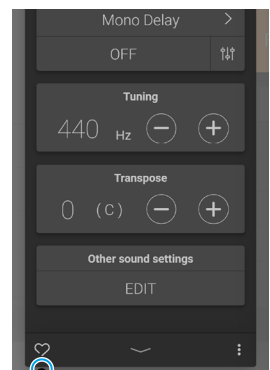 Mono Delay
OFF
Tuning
440 Hz
Transpose
0 (C)
Other sound settings
EDIT